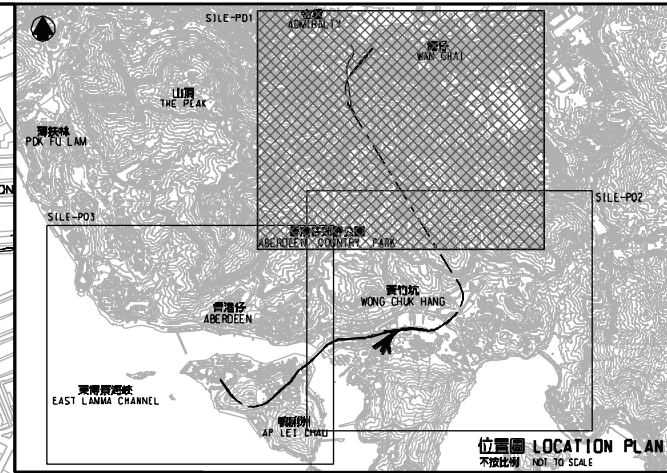 SILE-P01
金鐘
ADMIRALTY
灣仔
WAN CHAI
山頂
THE PEAK
薄扶林
POK FU LAM
ON
SILE-P02
SILE-P03
香港仔郊野公園
ABERDEEN COUNTRY PARK
黃竹坑
WONG CHUK HANG
香港仔
ABERDEEN
東博寮海峽
EAST LAMMA CHANNEL
鴨脷洲
AP LEI CHAU
位置圖 LOCATION PLAN
不按比例 NOT TO SCALE